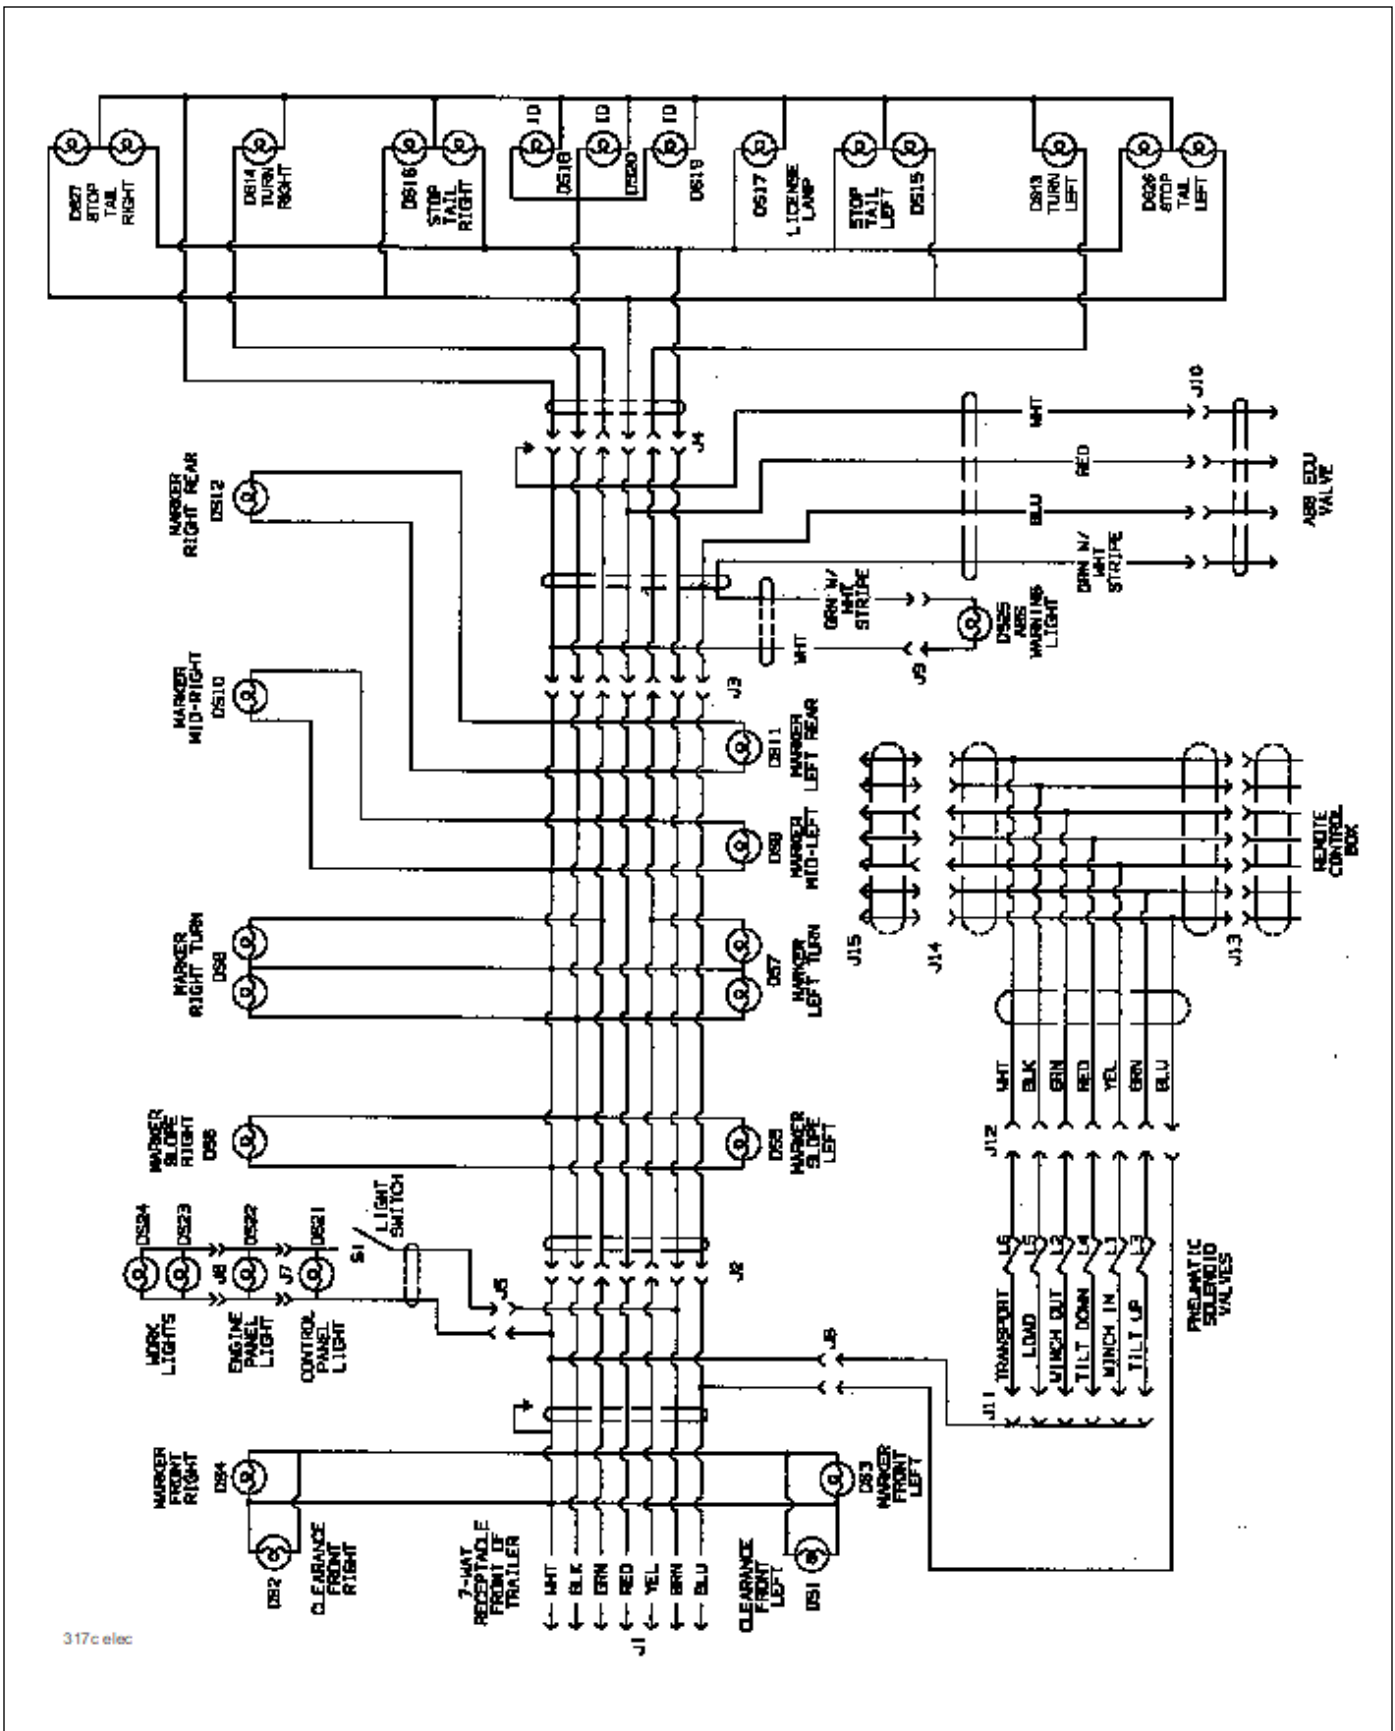 DS27
STOP
TAIL
RIGHT
DS14
TURN
RIGHT
DS16
STOP
TAIL
RIGHT
ID
DS18
ID
DS20
ID
DS19
DS17
LICENSE
LAMP
STOP
TAIL
LEFT
DS15
DS13
TURN
LEFT
DS26
STOP
TAIL
LEFT
J4
J10
WHT
RED
BLU
GRN W/
WHT
STRIPE
ABS ECU
VALVE
MARKER
RIGHT REAR
DS12
GRN W/
WHT
STRIPE
WHT
J9
DS25
ABS
WARNING
LIGHT
MARKER
MID-RIGHT
DS10
J3
DS11
MARKER
LEFT REAR
DS9
MARKER
MID-LEFT
MARKER
RIGHT TURN
DS8
DS7
MARKER
LEFT TURN
J15
J14
J13
REMOTE
CONTROL
BOX
WHT
BLK
GRN
RED
YEL
BRN
BLU
J12
MARKER
SLOPE
RIGHT
DS6
DS5
MARKER
SLOPE
LEFT
DS24
DS23
DS22
DS21
J8
J7
S1
LIGHT
SWITCH
J5
J2
J6
WORK
LIGHTS
ENGINE
PANEL
LIGHT
CONTROL
PANEL
LIGHT
L6
L5
L2
L4
L1
L3
TRANSPORT
LOAD
WINCH OUT
TILT DOWN
WINCH IN
TILT UP
PNEUMATIC
SOLENOID
VALVES
J11
MARKER
FRONT
RIGHT
DS4
DS3
MARKER
FRONT
LEFT
DS2
CLEARANCE
FRONT
RIGHT
7-WAY
RECEPTACLE
FRONT OF
TRAILER
WHT
BLK
GRN
RED
YEL
BRN
BLU
J1
CLEARANCE
FRONT
LEFT
DS1
317c elec